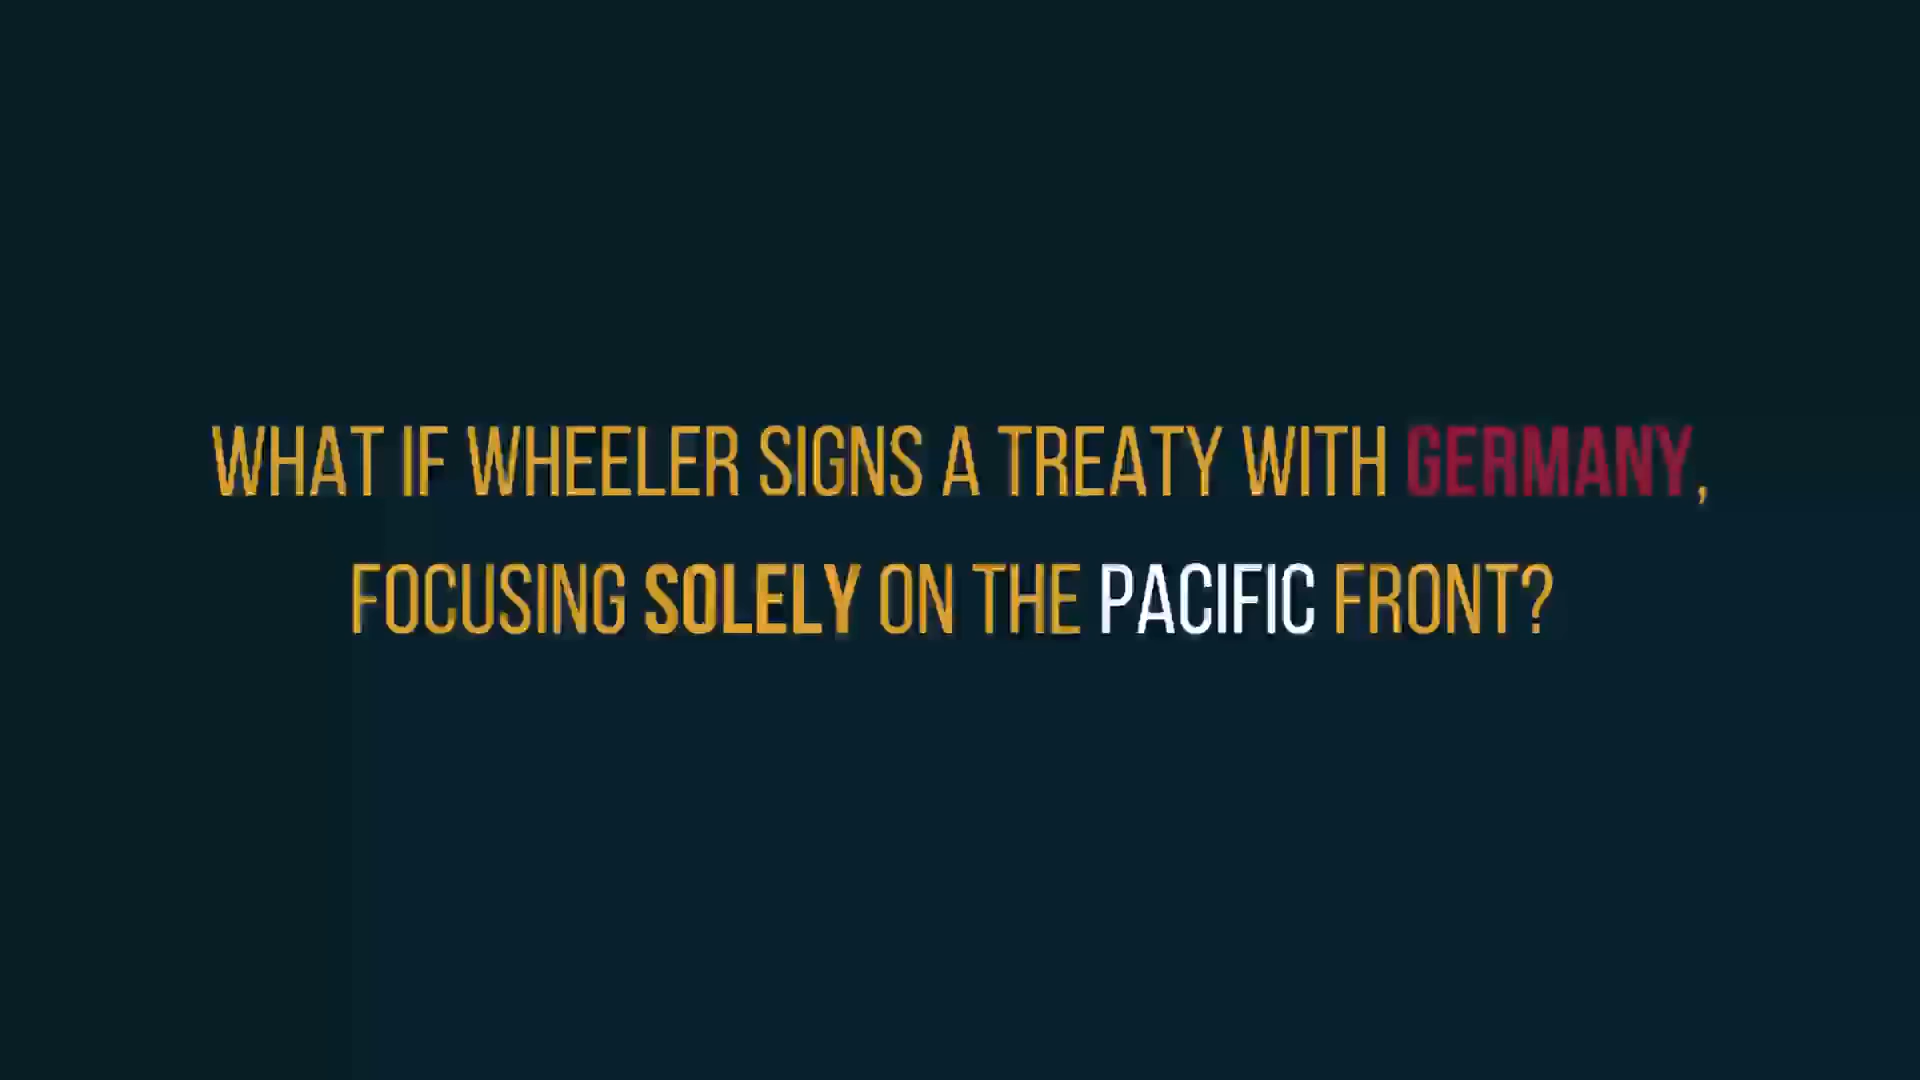 WHAT IF WHEELER SIGNS A TREATY WITH GERMANY,
FOCUSING SOLELY ON THE PACIFIC FRONT?